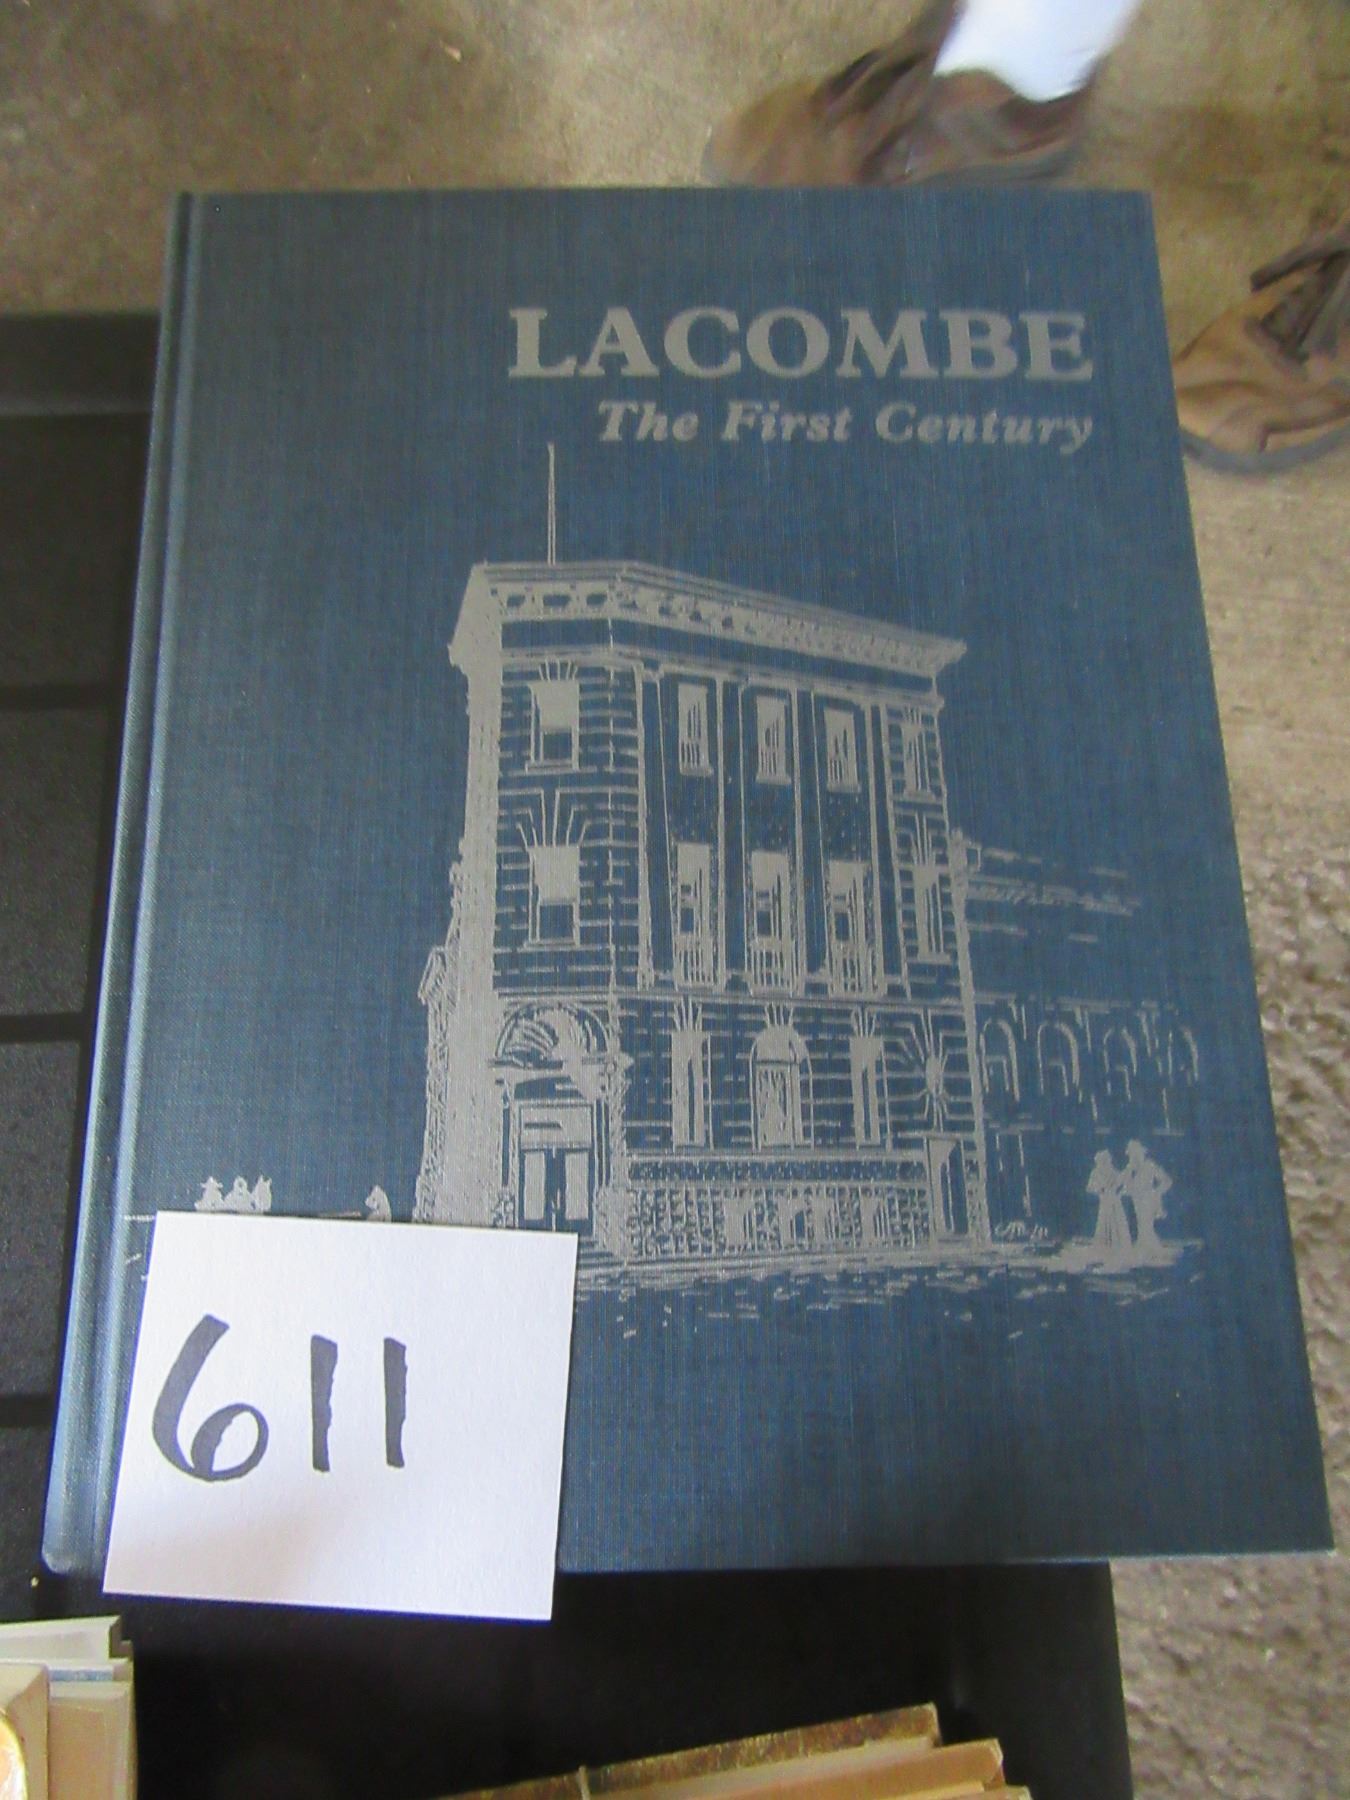 LACOMBE
The First Century
611